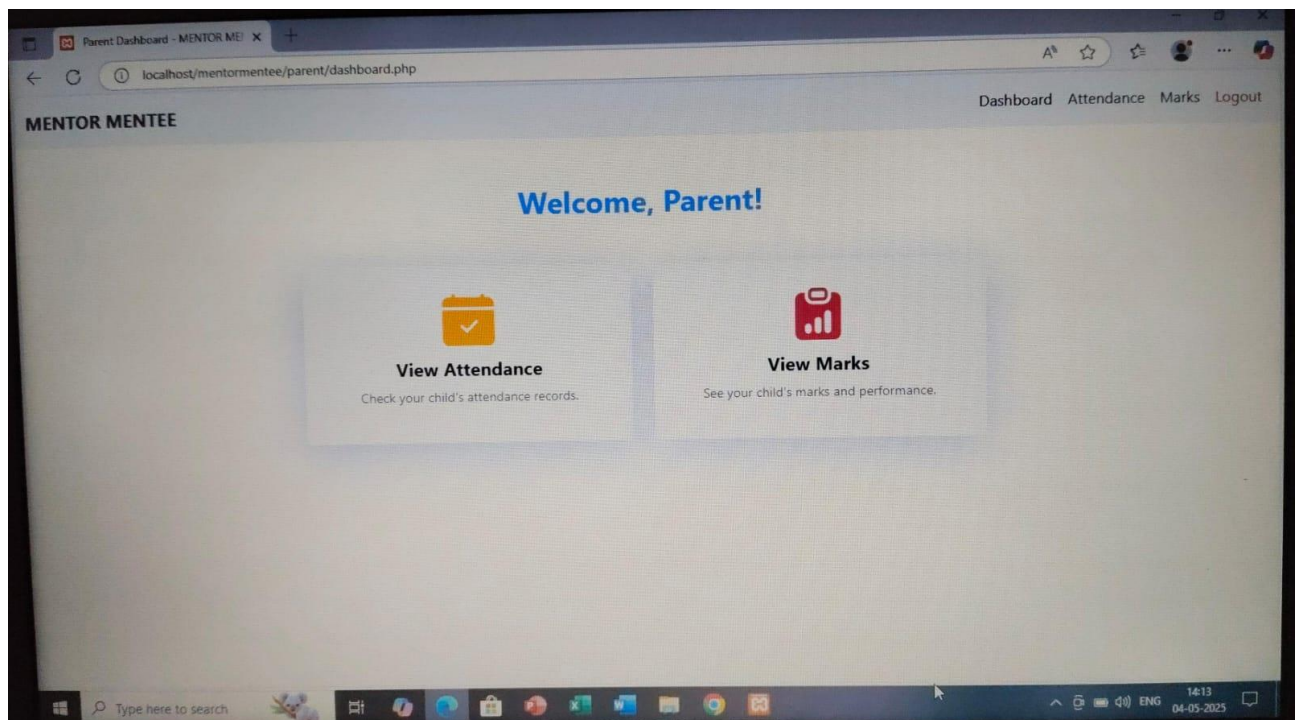 Parent Dashboard - MENTOR ME
localhost/mentormentee/parent/dashboard.php
MENTOR MENTEE
Dashboard Attendance Marks Logout
Welcome, Parent!
View Attendance
Check your child's attendance records.
View Marks
See your child's marks and performance.
Type here to search
ENG
14:13
04-05-2025